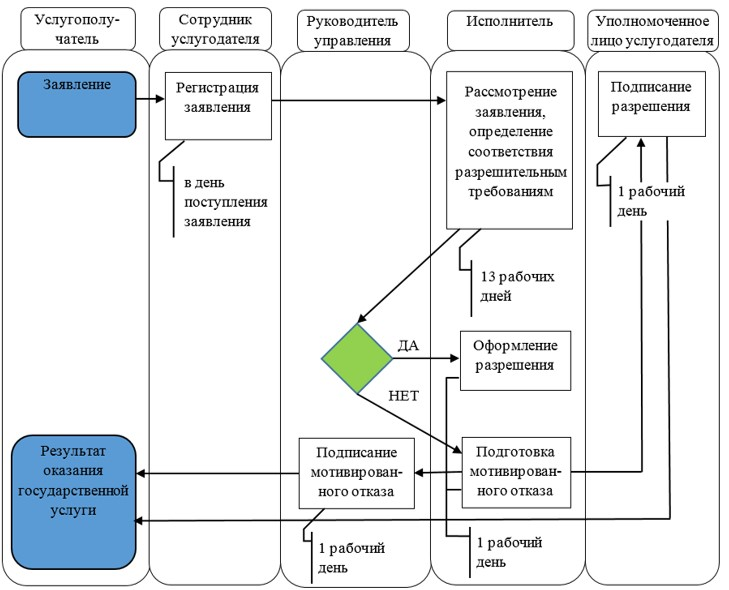 Услугополу-
чатель
Сотрудник
услугодателя
Руководитель
управления
Исполнитель
Уполномоченное
лицо услугодателя
Заявление
Регистрация
заявления
Рассмотрение
заявления,
определение
соответствия
разрешительным
требованиям
Подписание
разрешения
в день
поступления
заявления
1 рабочий
день
13 рабочих
дней
ДА
Оформление
разрешения
НЕТ
Результат
оказания
государственной
услуги
Подписание
мотивирован-
ного отказа
Подготовка
мотивирован-
ного отказа
1 рабочий
день
1 рабочий
день